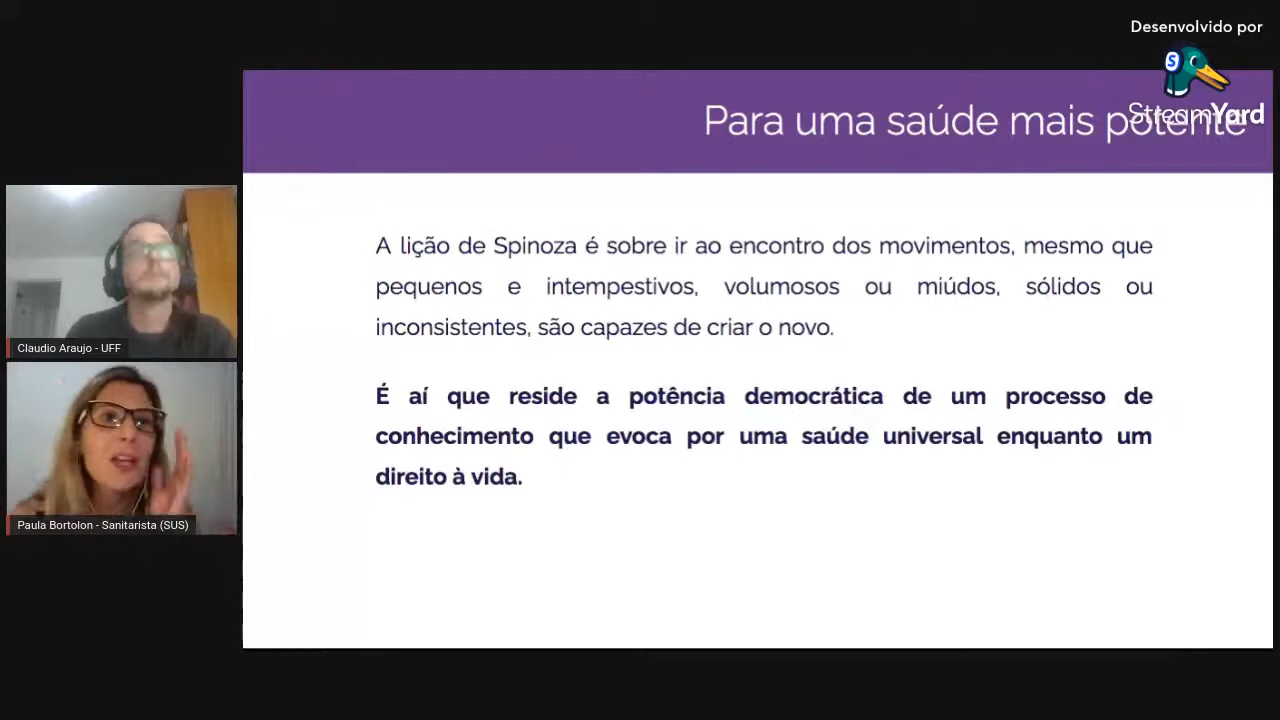 Desenvolvido por
StreamYard
Para uma saúde mais potente
A lição de Spinoza é sobre ir ao encontro dos movimentos, mesmo que
pequenos e intempestivos, volumosos ou miúdos, sólidos ou
inconsistentes, são capazes de criar o novo.
É aí que reside a potência democrática de um processo de
conhecimento que evoca por uma saúde universal enquanto um
direito à vida.
Claudio Araujo - UFF
Paula Bortolon - Sanitarista (SUS)